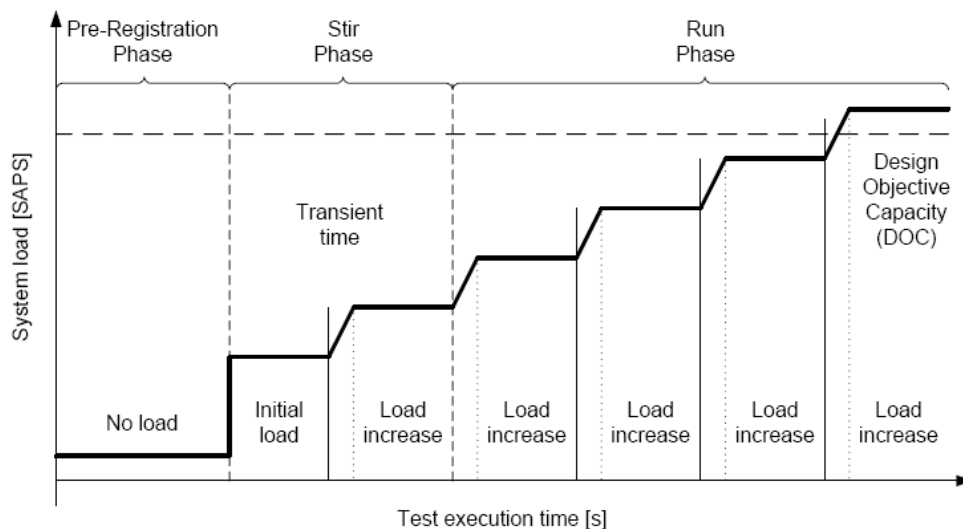 Pre-Registration
Phase
Stir
Phase
Run
Phase
System load [SAPS]
Transient
time
Design
Objective
Capacity
(DOC)
No load
Initial
load
Load
increase
Load
increase
Load
increase
Load
increase
Load
increase
Test execution time [s]